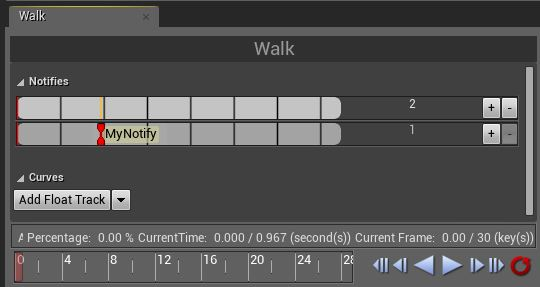 Walk
Walk
Notifies
2 + -
MyNotify 1 + -
Curves
Add Float Track
Percentage: 0.00 % CurrentTime: 0.000 / 0.967 (second(s)) Current Frame: 0.00 / 30 (key(s))
0 4 8 12 16 20 24 28